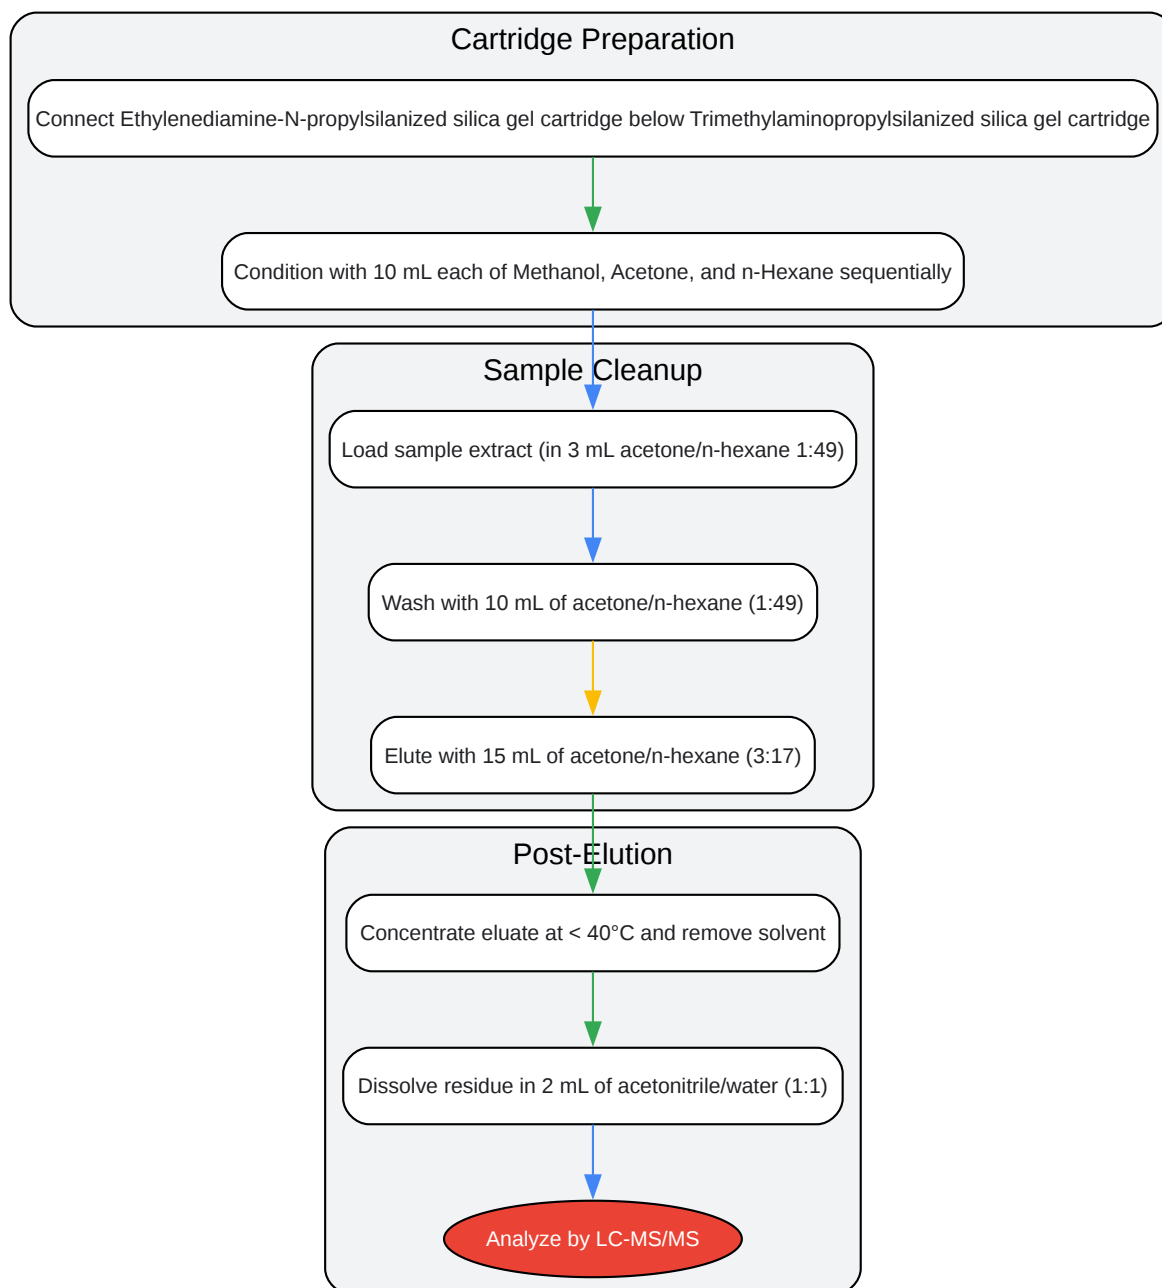 Cartridge Preparation
Connect Ethylenediamine-N-propylsilanized silica gel cartridge below Trimethylaminopropylsilanized silica gel cartridge
Condition with 10 mL each of Methanol, Acetone, and n-Hexane sequentially
Sample Cleanup
Load sample extract (in 3 mL acetone/n-hexane 1:49)
Wash with 10 mL of acetone/n-hexane (1:49)
Elute with 15 mL of acetone/n-hexane (3:17)
Post-Elution
Concentrate eluate at < 40°C and remove solvent
Dissolve residue in 2 mL of acetonitrile/water (1:1)
Analyze by LC-MS/MS